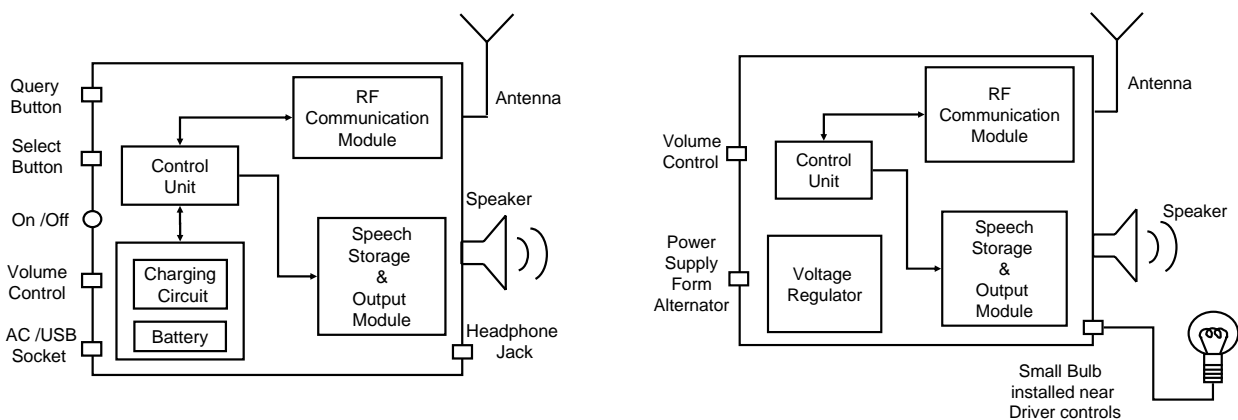 Query
Button
Select
Button
On /Off
Volume
Control
AC /USB
Socket
RF
Communication
Module
Control
Unit
Charging
Circuit
Battery
Speech
Storage
&
Output
Module
Antenna
Speaker
Headphone
Jack
Volume
Control
Power
Supply
Form
Alternator
RF
Communication
Module
Control
Unit
Voltage
Regulator
Speech
Storage
&
Output
Module
Antenna
Speaker
Small Bulb
installed near
Driver controls